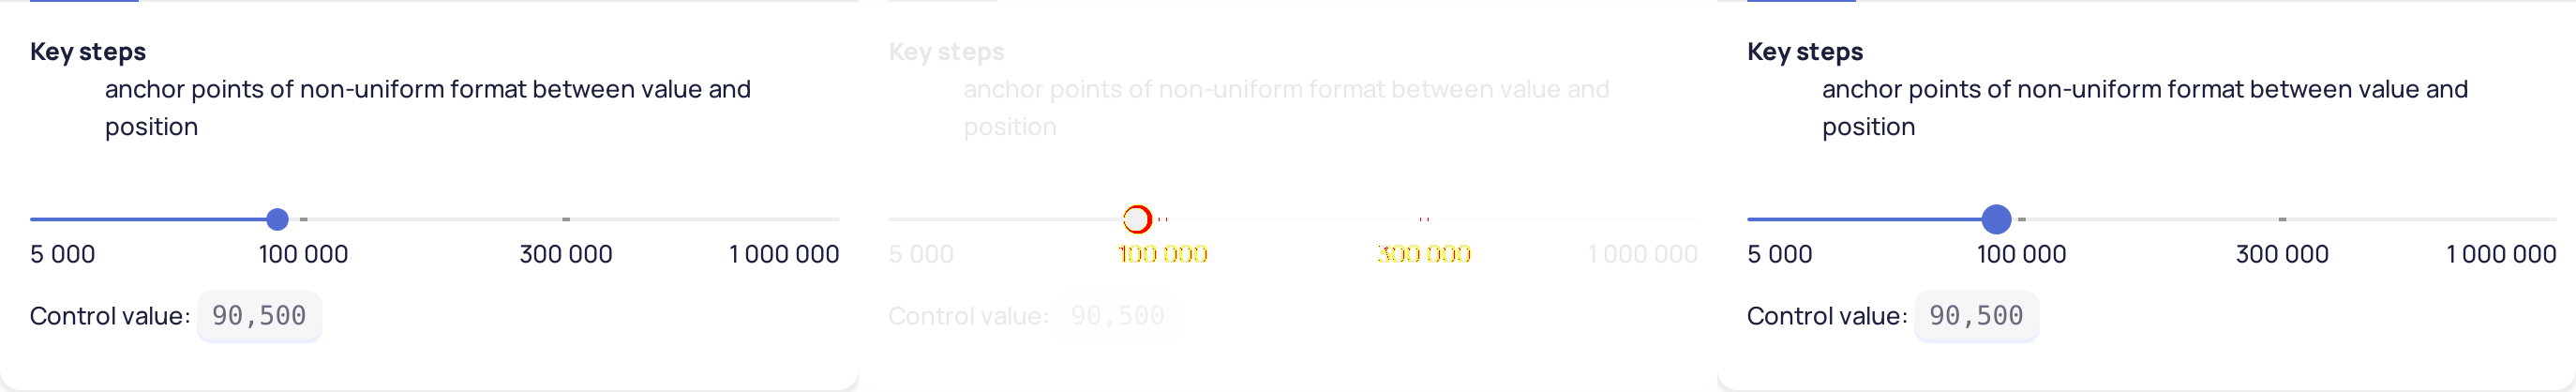 Key steps
anchor points of non-uniform format between value and
position
5 000 100 000 300 000 1 000 000
Control value: 90,500
Key steps
anchor points of non-uniform format between value and
position
5 000 100 000 300 000 1 000 000
Control value: 90,500
Key steps
anchor points of non-uniform format between value and
position
5 000 100 000 300 000 1 000 000
Control value: 90,500